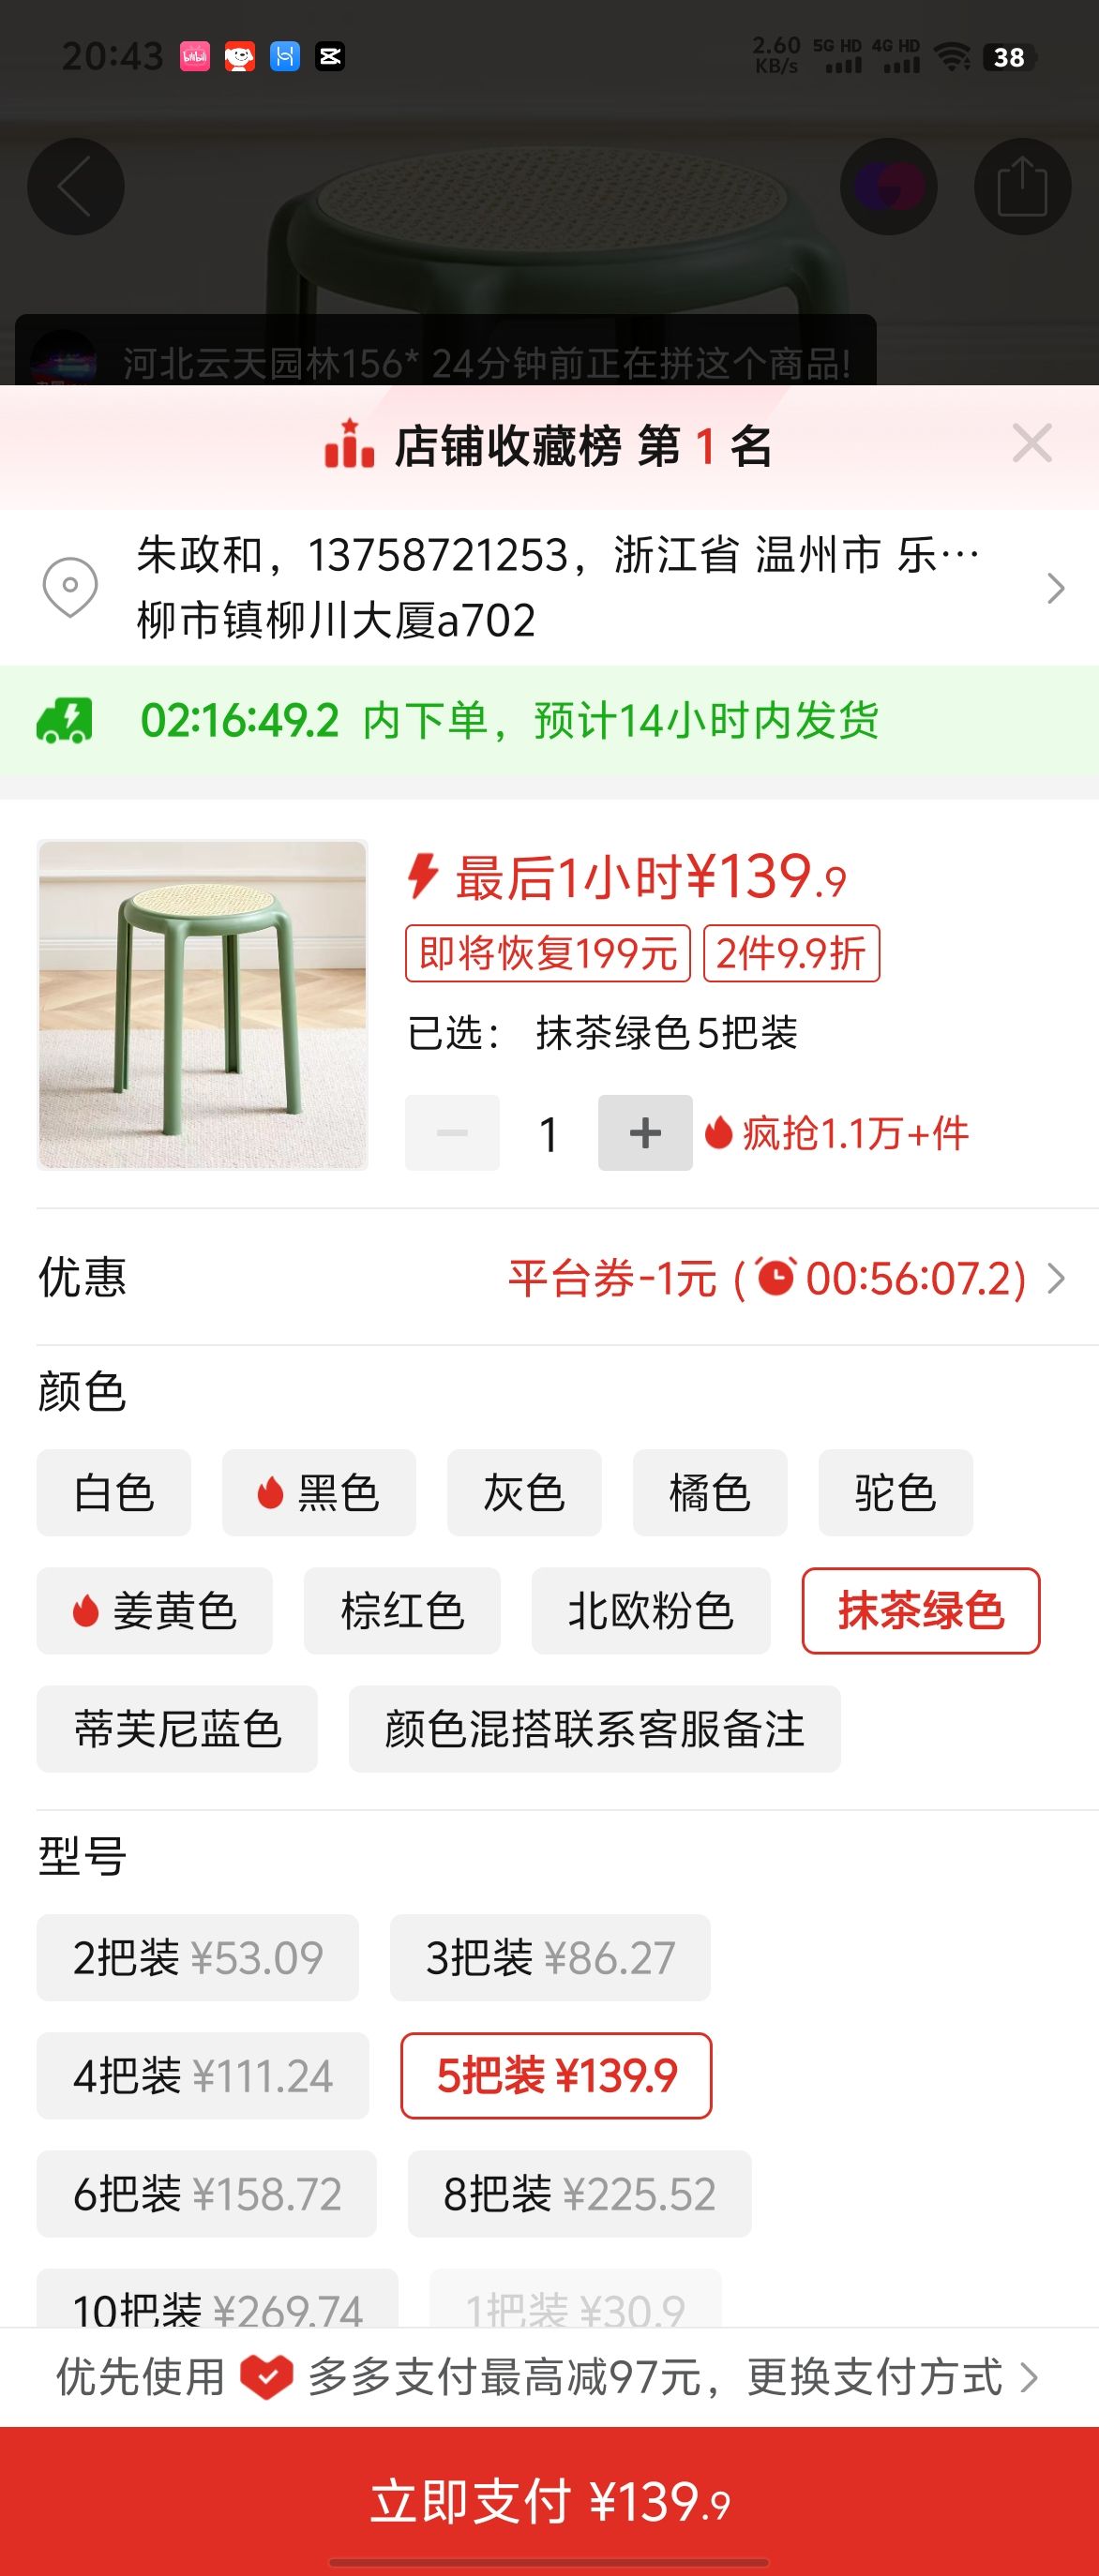 20:43
2.60 KB/s 5G HD 4G HD 38
河北云天园林156* 24分钟前正在拼这个商品!
店铺收藏榜 第 1 名
朱政和，13758721253，浙江省 温州市 乐…
柳市镇柳川大厦a702
02:16:49.2 内下单，预计14小时内发货
最后1小时¥139.9
即将恢复199元 2件9.9折
已选： 抹茶绿色 5把装
1 疯抢1.1万+件
优惠 平台券-1元 (00:56:07.2)
颜色
白色 黑色 灰色 橘色 驼色
姜黄色 棕红色 北欧粉色 抹茶绿色
蒂芙尼蓝色 颜色混搭联系客服备注
型号
2把装 ¥53.09 3把装 ¥86.27
4把装 ¥111.24 5把装 ¥139.9
6把装 ¥158.72 8把装 ¥225.52
10把装 ¥269.74 1把装 ¥30.9
优先使用 多多支付最高减97元，更换支付方式
立即支付 ¥139.9